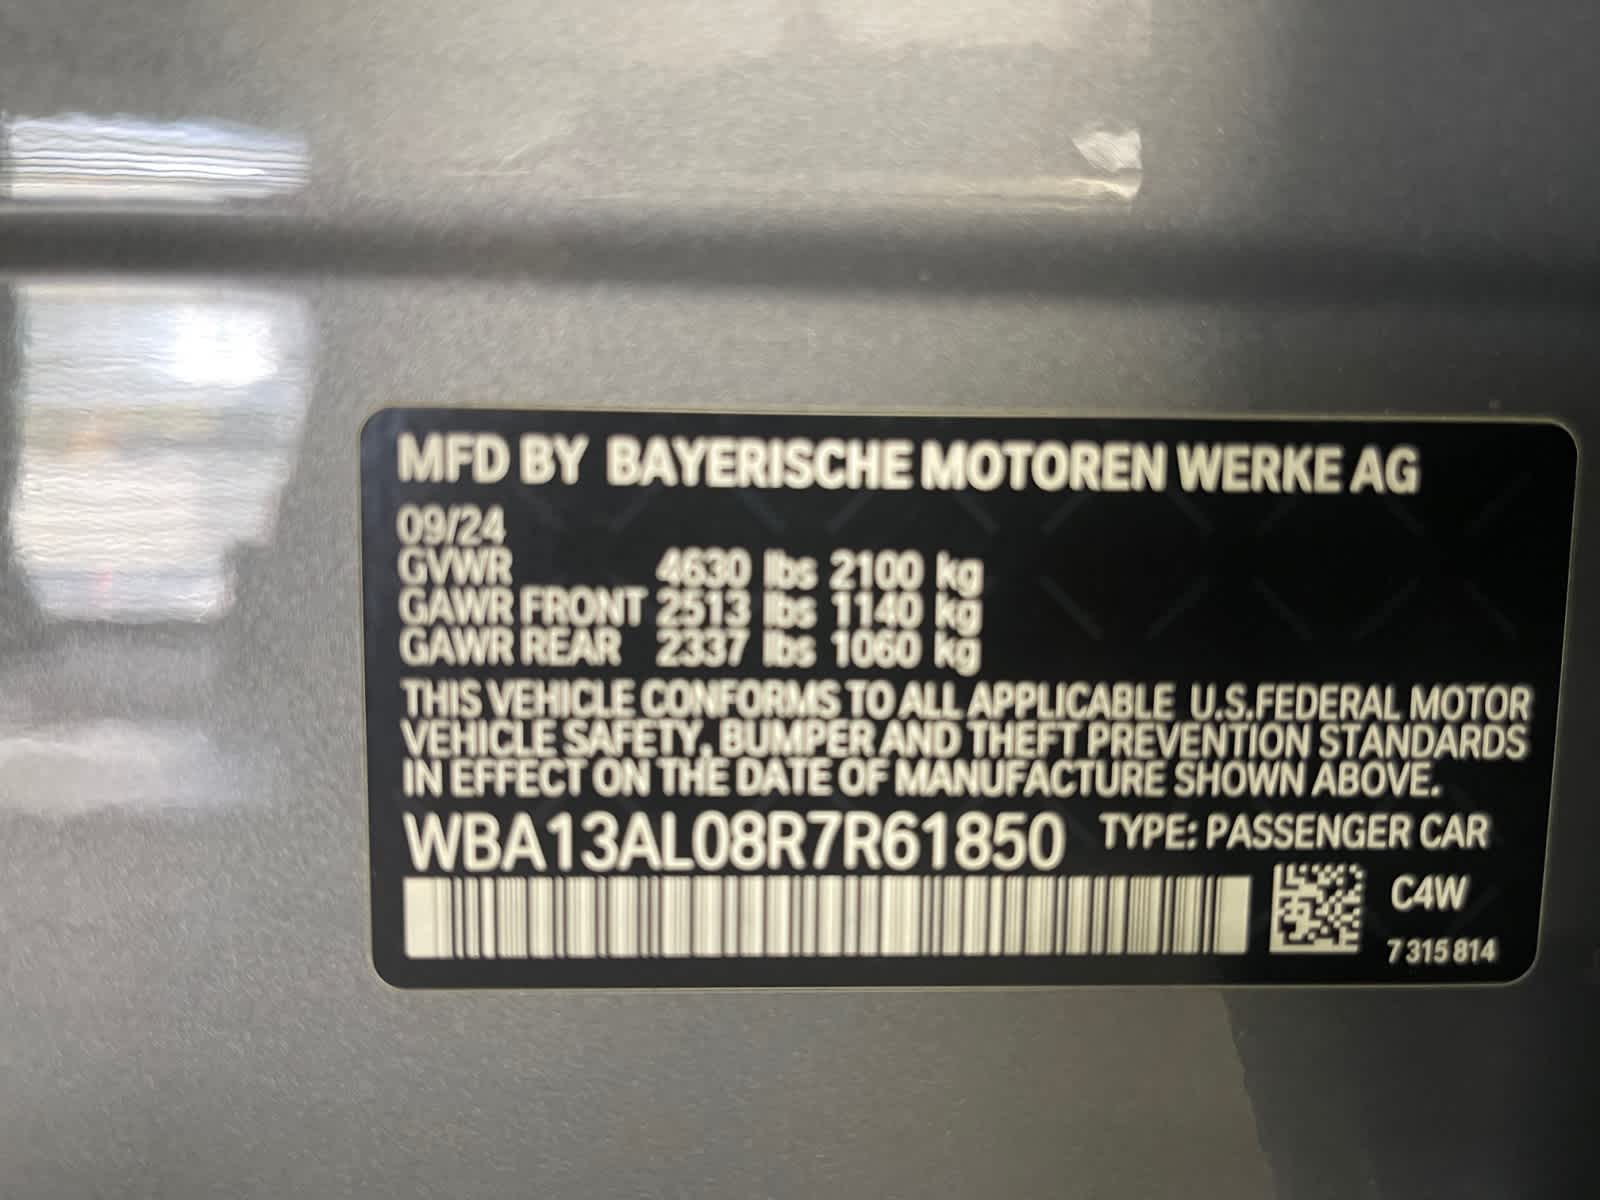 MFD BY BAYERISCHE MOTOREN WERKE AG
09/24
GVWR 4630 lbs 2100 kg
GAWR FRONT 2513 lbs 1140 kg
GAWR REAR 2337 lbs 1060 kg
THIS VEHICLE CONFORMS TO ALL APPLICABLE U.S.FEDERAL MOTOR
VEHICLE SAFETY, BUMPER AND THEFT PREVENTION STANDARDS
IN EFFECT ON THE DATE OF MANUFACTURE SHOWN ABOVE.
WBA13AL08R7R61850 TYPE: PASSENGER CAR
C4W
7 315 814